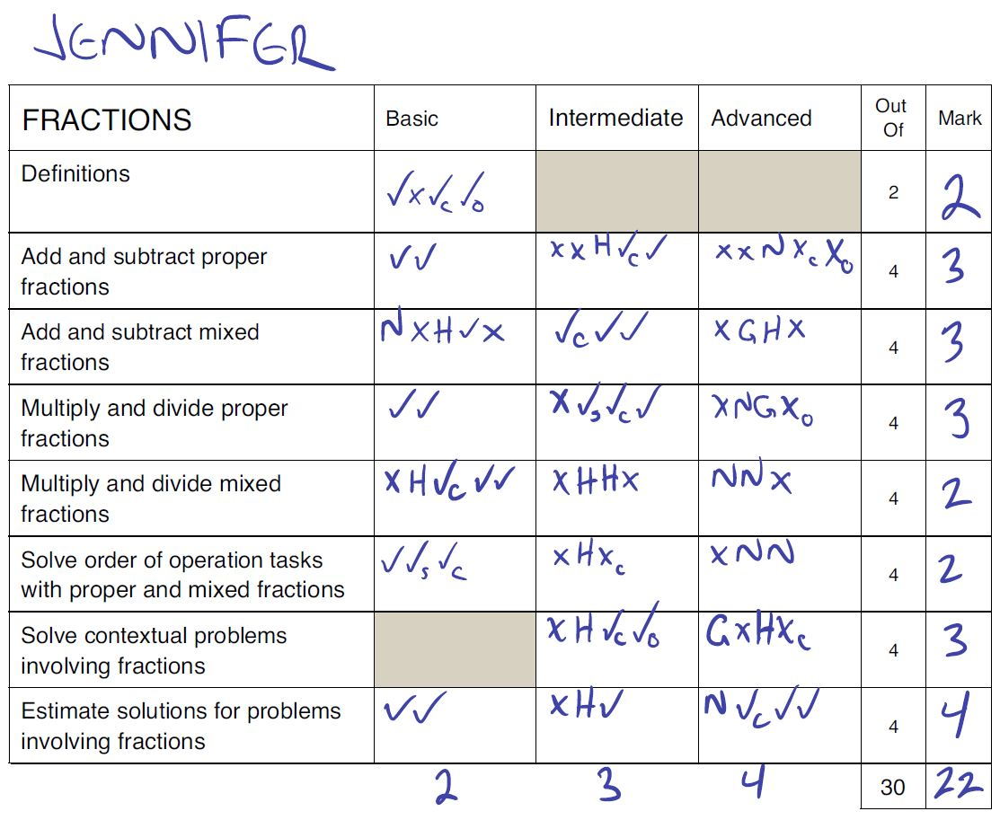 JENNIFER
FRACTIONS Basic Intermediate Advanced Out Of Mark
Definitions ✓x✓c✓o 2 2
Add and subtract proper fractions ✓✓ xxH✓c✓ xxNxcxo 4 3
Add and subtract mixed fractions NxH✓x ✓c✓✓ xGHx 4 3
Multiply and divide proper fractions ✓✓ x✓s✓c✓ xNGxo 4 3
Multiply and divide mixed fractions xH✓c✓✓ xHHx NNx 4 2
Solve order of operation tasks with proper and mixed fractions ✓✓s✓c xHxc xNN 4 2
Solve contextual problems involving fractions xH✓c✓o GxHxc 4 3
Estimate solutions for problems involving fractions ✓✓ xH✓ N✓c✓✓ 4 4
2 3 4 30 22